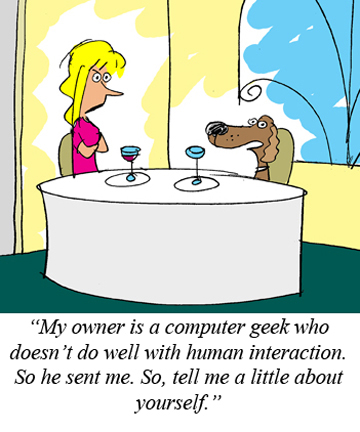 “My owner is a computer geek who
doesn’t do well with human interaction.
So he sent me. So, tell me a little about
yourself.”